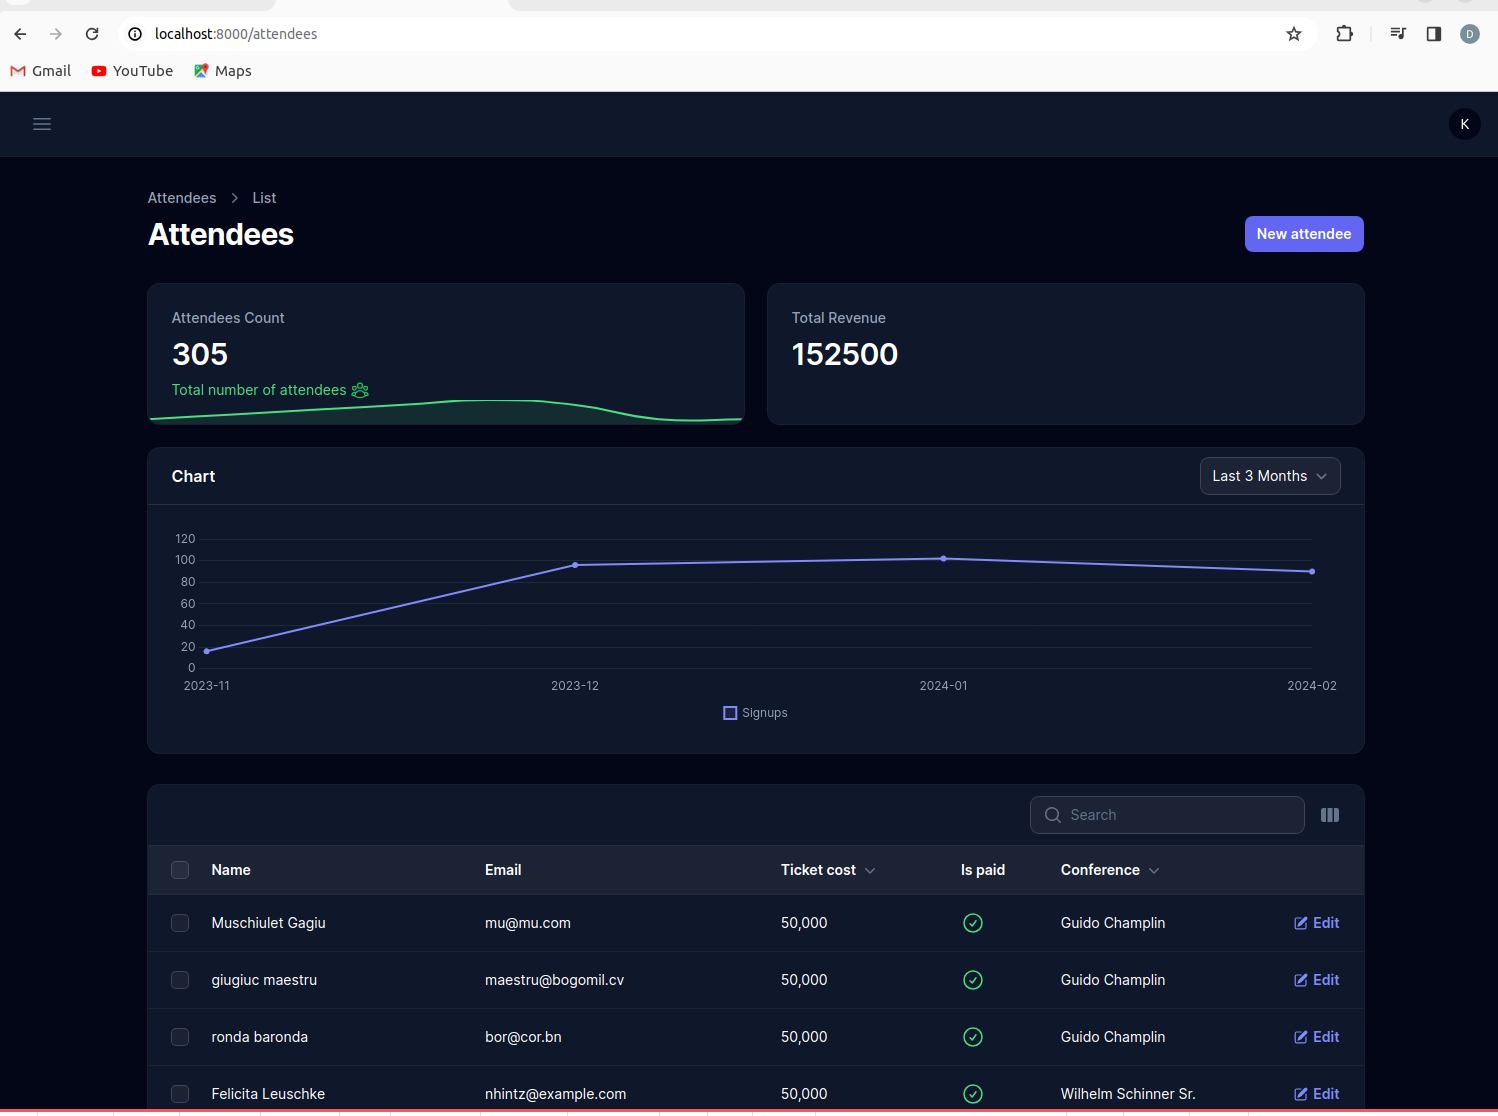 localhost:8000/attendees
D
Gmail YouTube Maps
K
Attendees List
Attendees
New attendee
Attendees Count
305
Total number of attendees
Total Revenue
152500
Chart
Last 3 Months
120
100
80
60
40
20
0
2023-11 2023-12 2024-01 2024-02
Signups
Search
Name Email Ticket cost Is paid Conference
Muschiulet Gagiu mu@mu.com 50,000 Guido Champlin Edit
giugiuc maestru maestru@bogomil.cv 50,000 Guido Champlin Edit
ronda baronda bor@cor.bn 50,000 Guido Champlin Edit
Felicita Leuschke nhintz@example.com 50,000 Wilhelm Schinner Sr. Edit